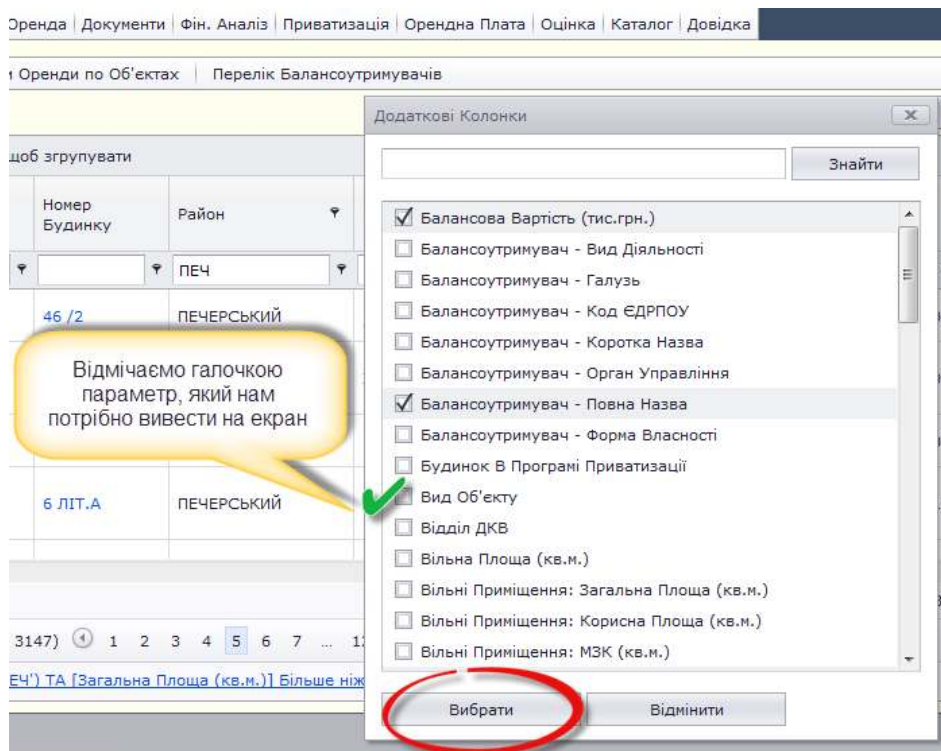 Оренда Документи Фін. Аналіз Приватизація Орендна Плата Оцінка Каталог Довідка
Оренди по Об'єктах Перелік Балансоутримувачів
Додаткові Колонки
щоб згрупувати
Знайти
Номер
Будинку
Район
ПЕЧ
46 /2 ПЕЧЕРСЬКИЙ
Відмічаємо галочкою
параметр, який нам
потрібно вивести на екран
6 ЛІТ.А ПЕЧЕРСЬКИЙ
Балансова Вартість (тис.грн.)
Балансоутримувач - Вид Діяльності
Балансоутримувач - Галузь
Балансоутримувач - Код ЄДРПОУ
Балансоутримувач - Коротка Назва
Балансоутримувач - Орган Управління
Балансоутримувач - Повна Назва
Балансоутримувач - Форма Власності
Будинок В Програмі Приватизації
Вид Об'єкту
Відділ ДКВ
Вільна Площа (кв.м.)
Вільні Приміщення: Загальна Площа (кв.м.)
Вільні Приміщення: Корисна Площа (кв.м.)
Вільні Приміщення: МЗК (кв.м.)
3147) 1 2 3 4 5 6 7 ...
ЕЧ') ТА [Загальна Площа (кв.м.)] Більше ніж
Вибрати Відмінити